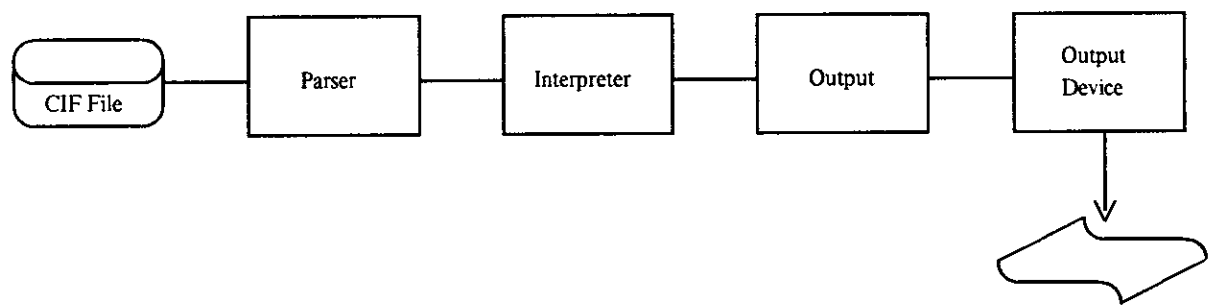 CIF File
Parser
Interpreter
Output
Output
Device